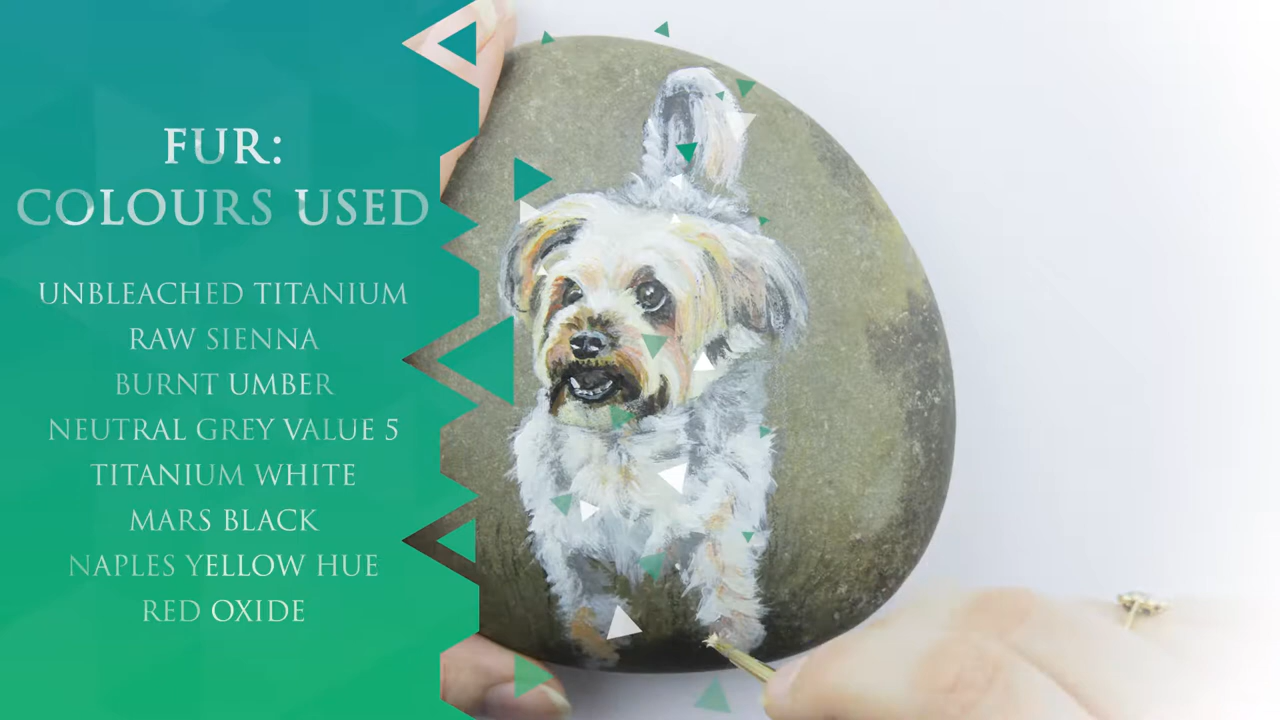 FUR:
COLOURS USED
UNBLEACHED TITANIUM
RAW SIENNA
BURNT UMBER
NEUTRAL GREY VALUE 5
TITANIUM WHITE
MARS BLACK
NAPLES YELLOW HUE
RED OXIDE